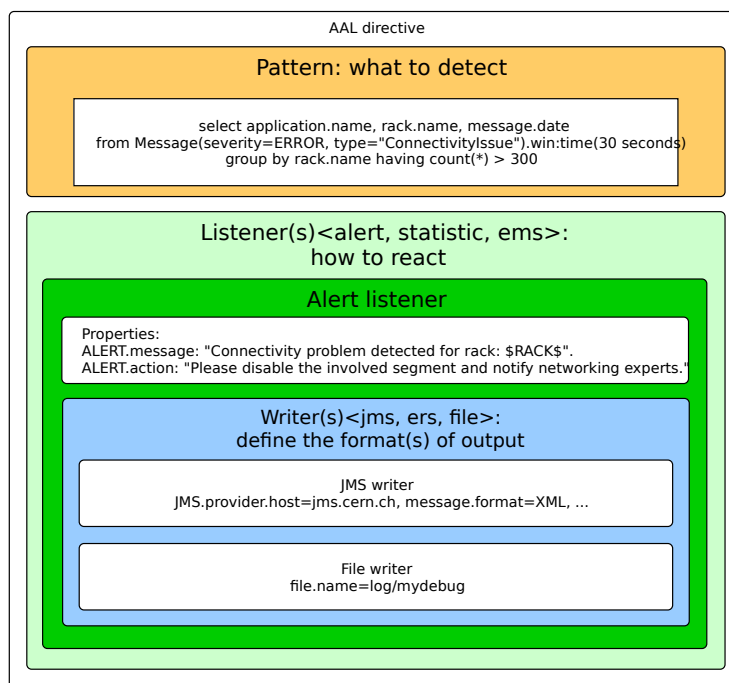 AAL directive
Pattern: what to detect
select application.name, rack.name, message.date
from Message(severity=ERROR, type="ConnectivityIssue").win:time(30 seconds)
group by rack.name having count(*) > 300
Listener(s)<alert, statistic, ems>:
how to react
Alert listener
Properties:
ALERT.message: "Connectivity problem detected for rack: $RACK$".
ALERT.action: "Please disable the involved segment and notify networking experts."
Writer(s)<jms, ers, file>:
define the format(s) of output
JMS writer
JMS.provider.host=jms.cern.ch, message.format=XML, ...
File writer
file.name=log/mydebug